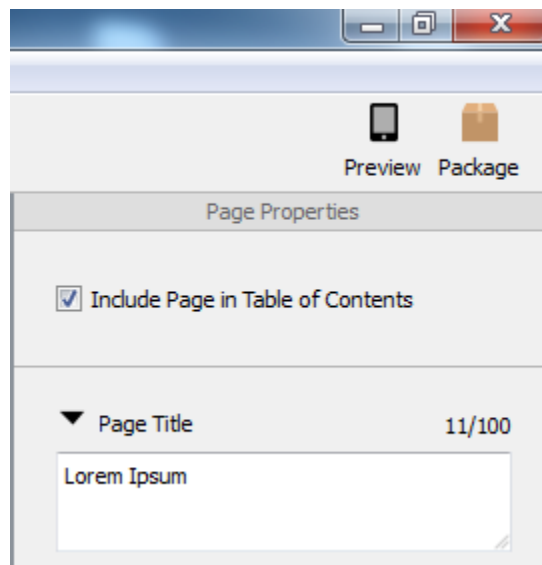 Preview Package
Page Properties
Include Page in Table of Contents
Page Title 11/100
Lorem Ipsum